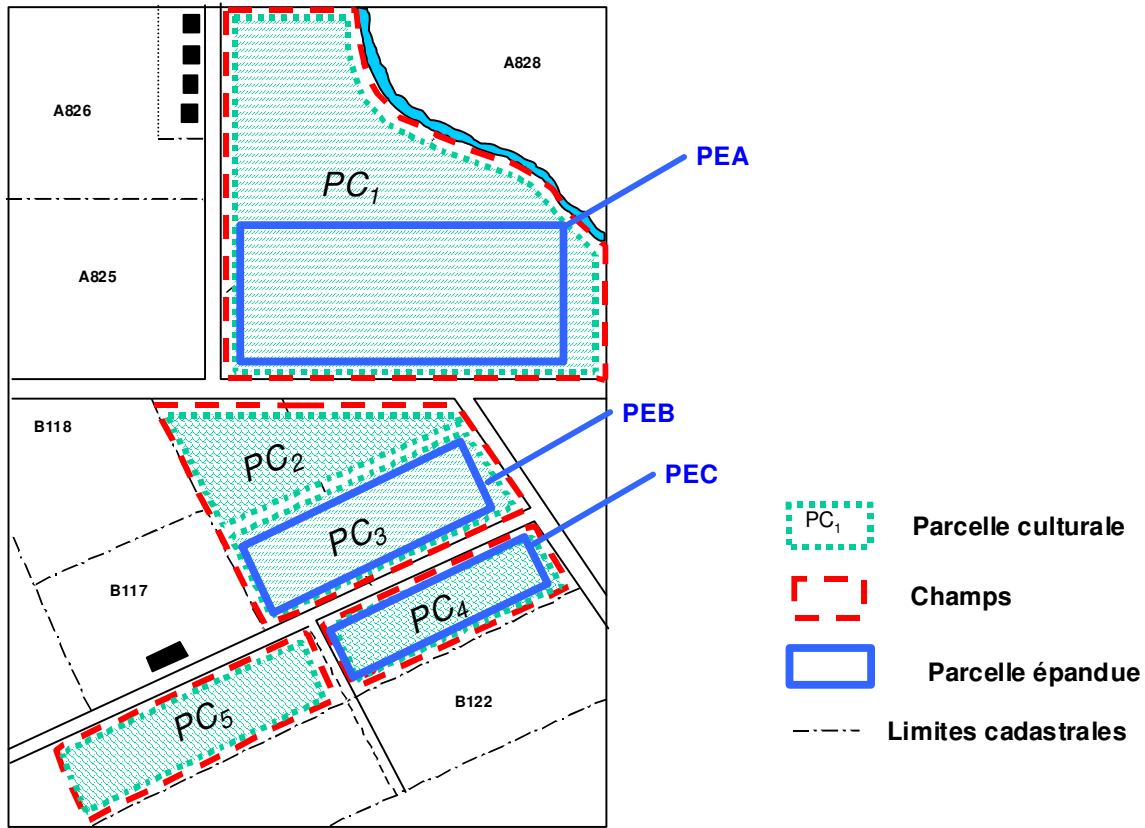 A828
A826
PEA
PC1
A825
PEB
B118
PC2
PEC
PC1
Parcelle culturale
PC3
B117
Champs
PC4
Parcelle épandue
B122
PC5
Limites cadastrales